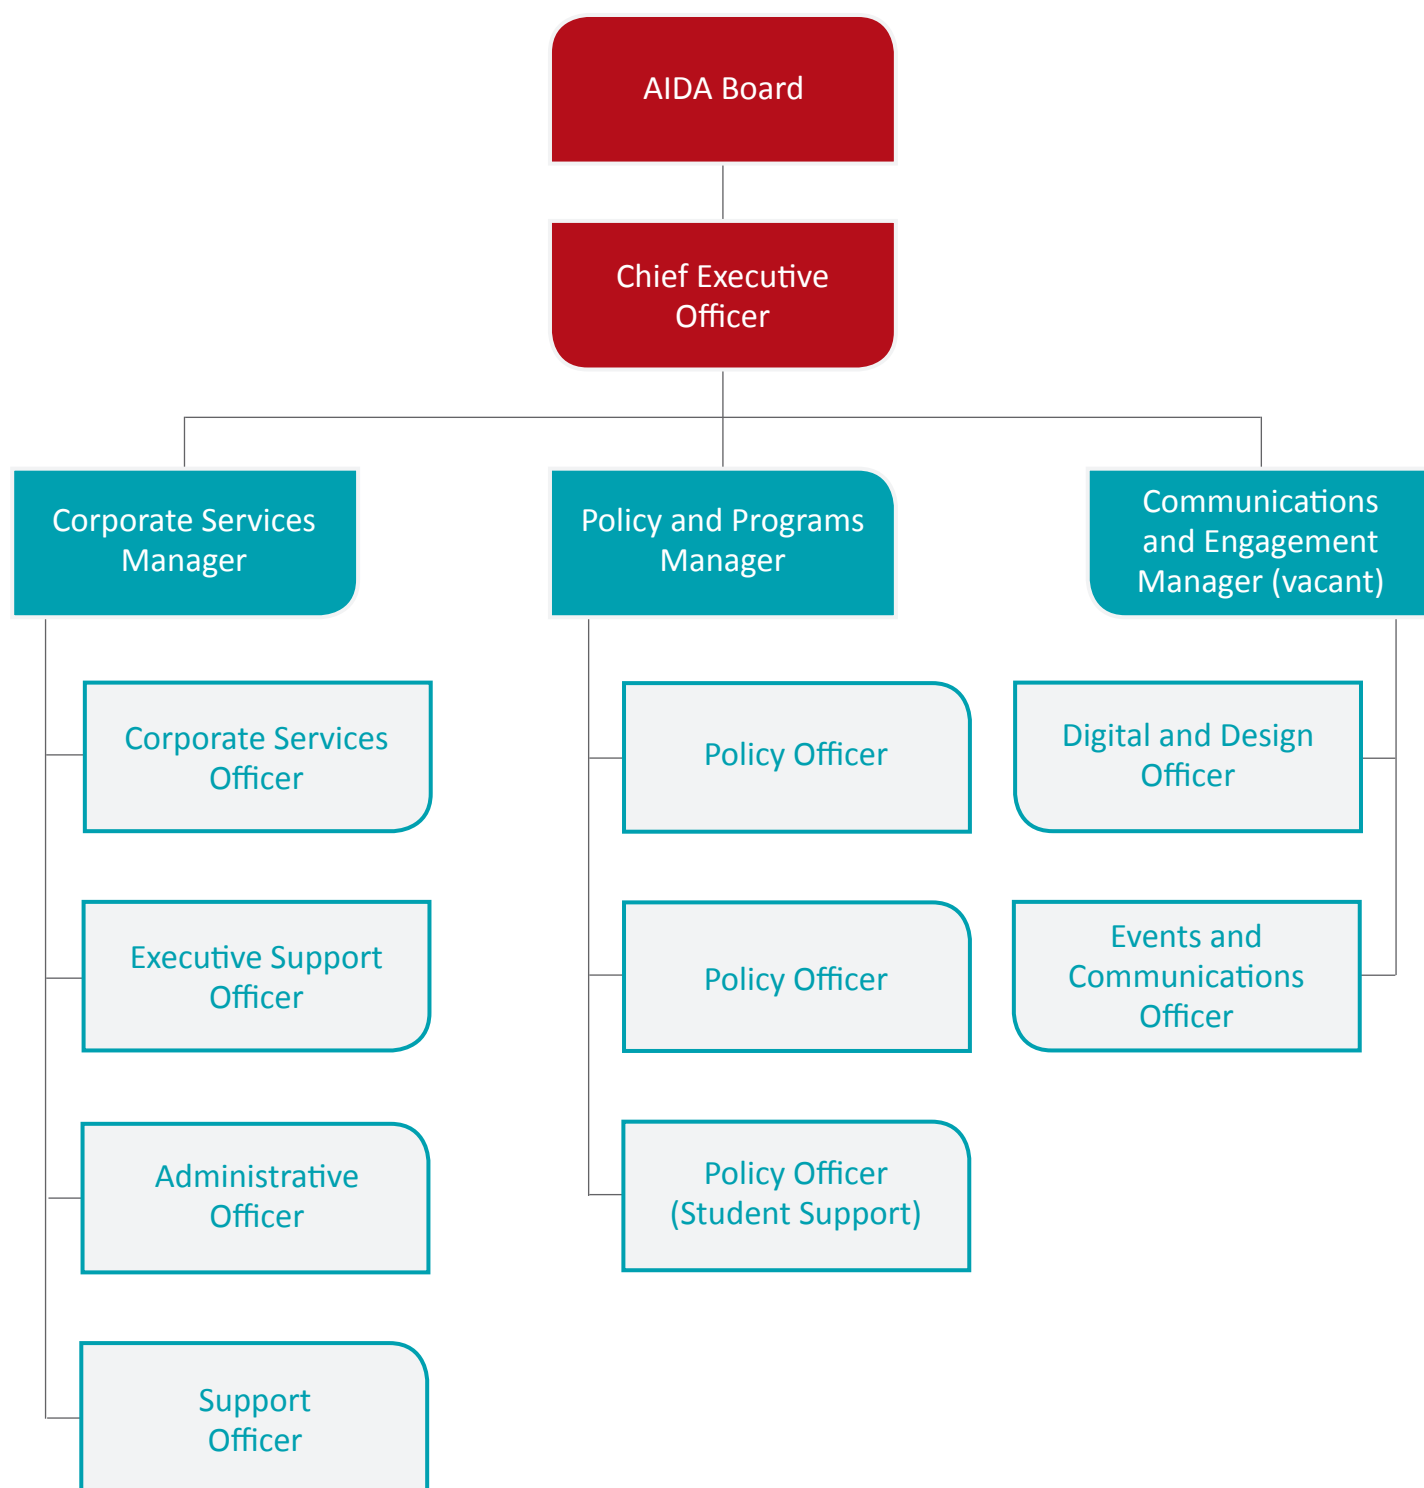 AIDA Board
Chief Executive
Officer
Corporate Services
Manager
Policy and Programs
Manager
Communications
and Engagement
Manager (vacant)
Corporate Services
Officer
Policy Officer
Digital and Design
Officer
Executive Support
Officer
Policy Officer
Events and
Communications
Officer
Administrative
Officer
Policy Officer
(Student Support)
Support
Officer